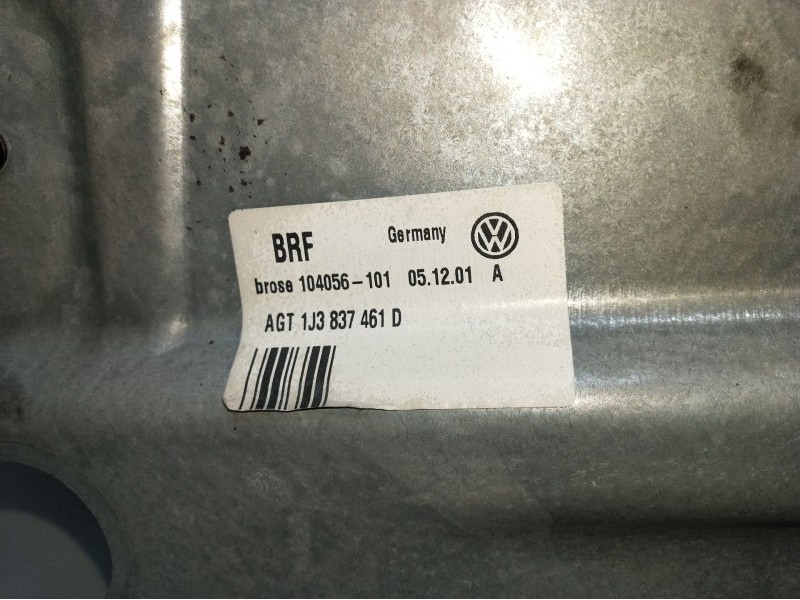 BRF Germany
brose 104056-101 05.12.01 A
AGT 1J3 837 461 D